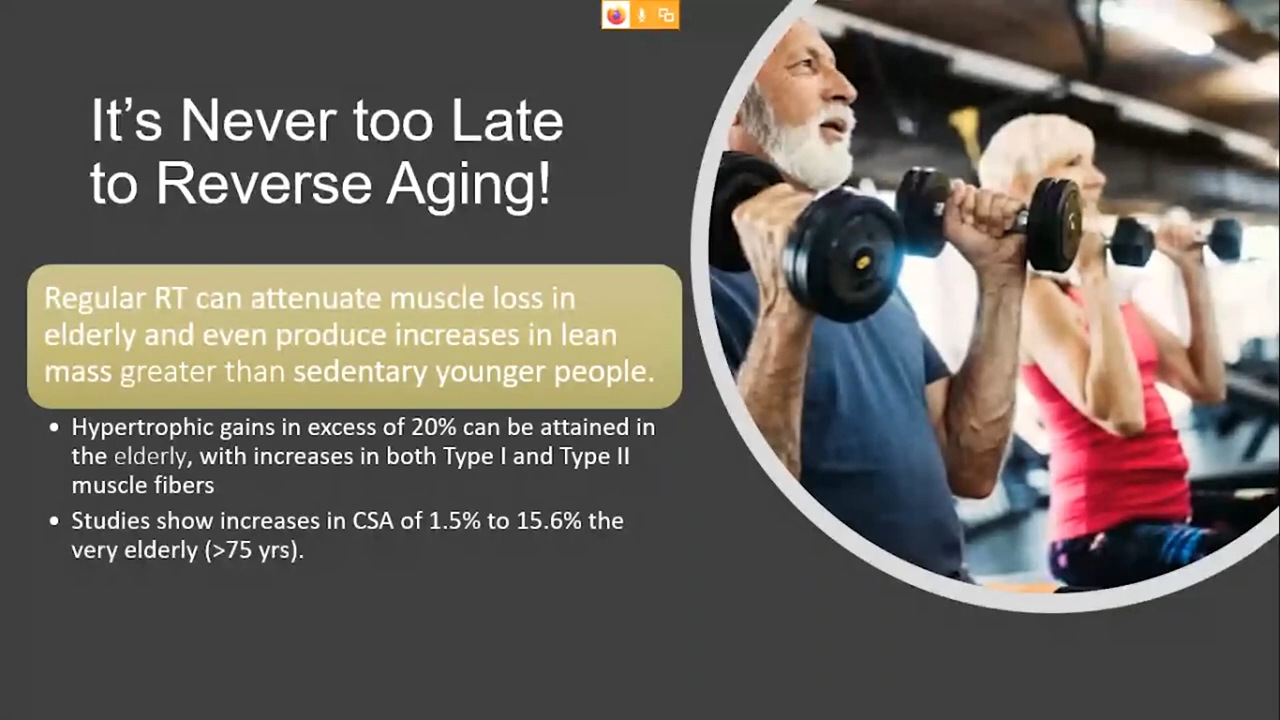 It's Never too Late
to Reverse Aging!
Regular RT can attenuate muscle loss in
elderly and even produce increases in lean
mass greater than sedentary younger people.
• Hypertrophic gains in excess of 20% can be attained in
the elderly, with increases in both Type I and Type II
muscle fibers
• Studies show increases in CSA of 1.5% to 15.6% the
very elderly (>75 yrs).